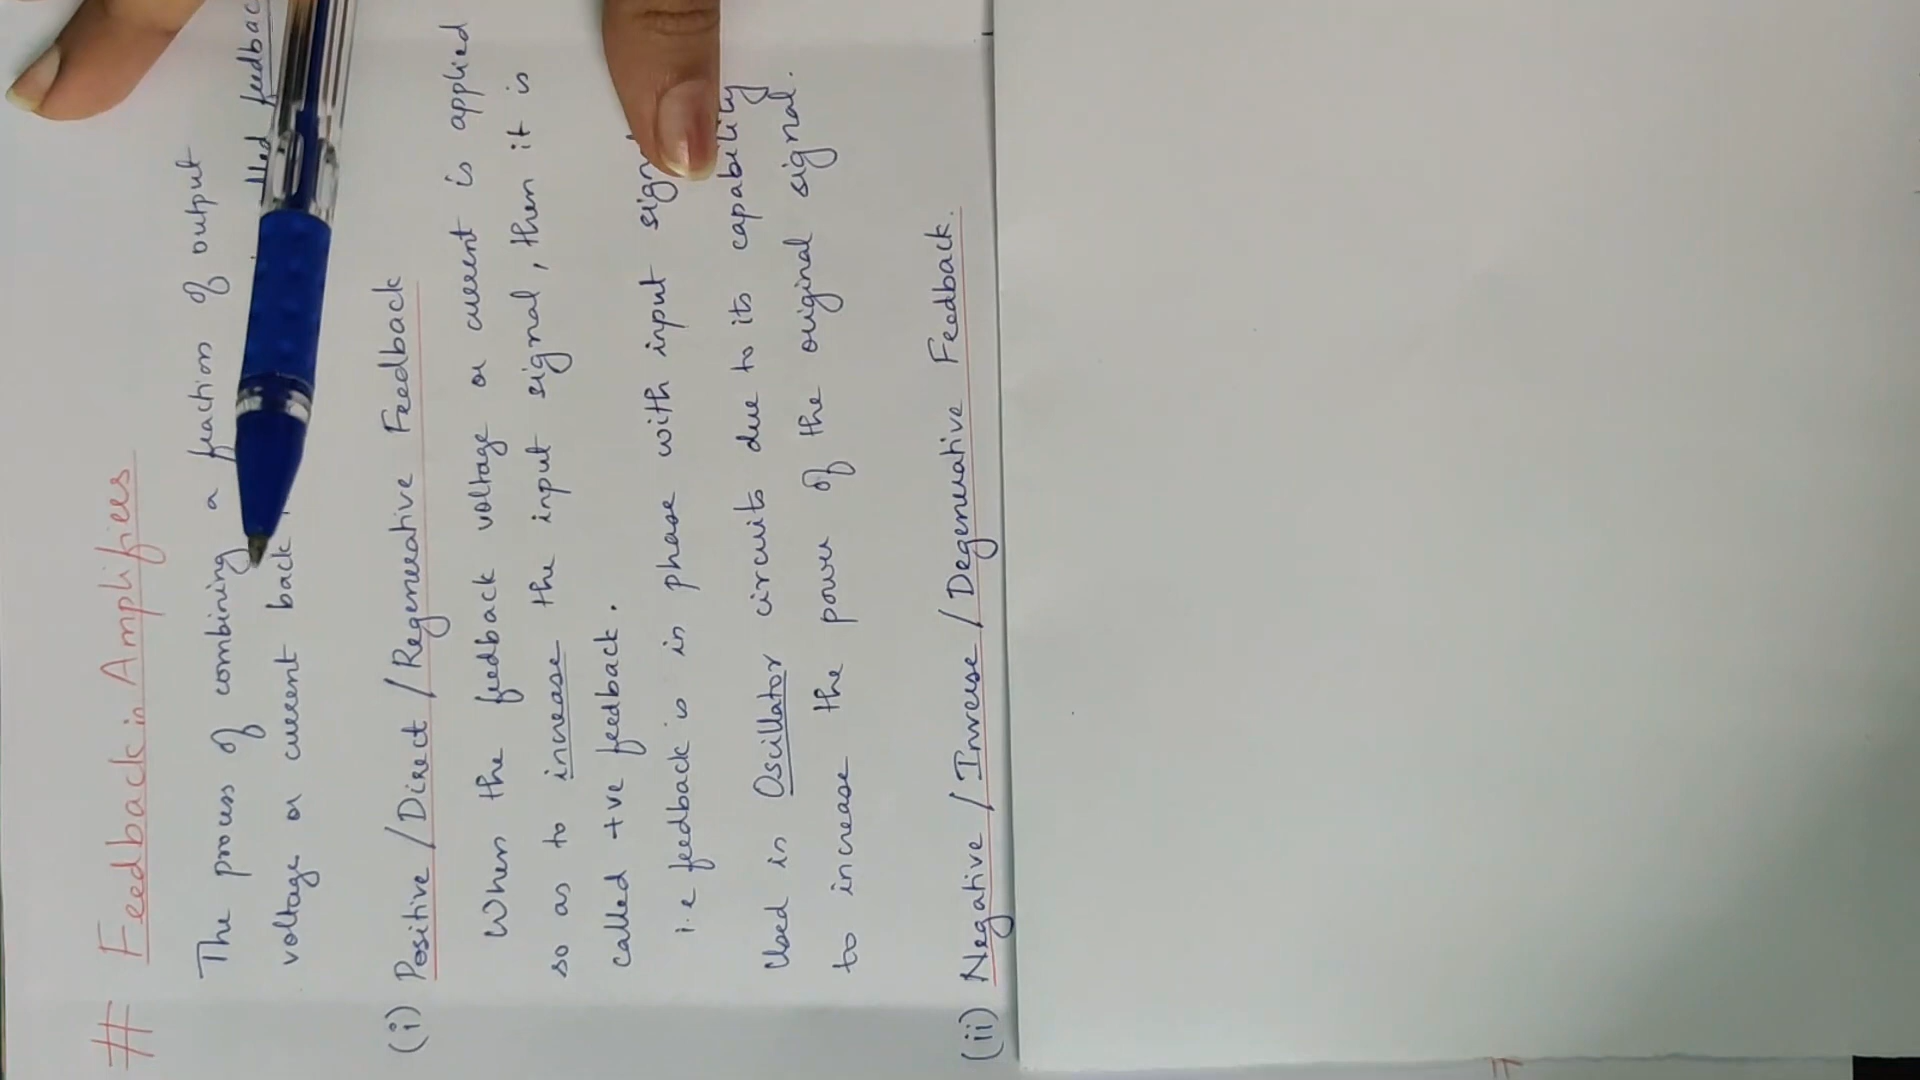 # Feedback in Amplifiers
The process of combining a fraction of output
voltage or current back
(i) Positive / Direct / Regenerative Feedback
When the feedback voltage or current is applied
so as to increase the input signal, then it is
called +ve feedback.
i.e feedback is in phase with input
Used in Oscillator circuits due to its capability
to increase the power of the original signal.
(ii) Negative / Inverse / Degenerative Feedback.